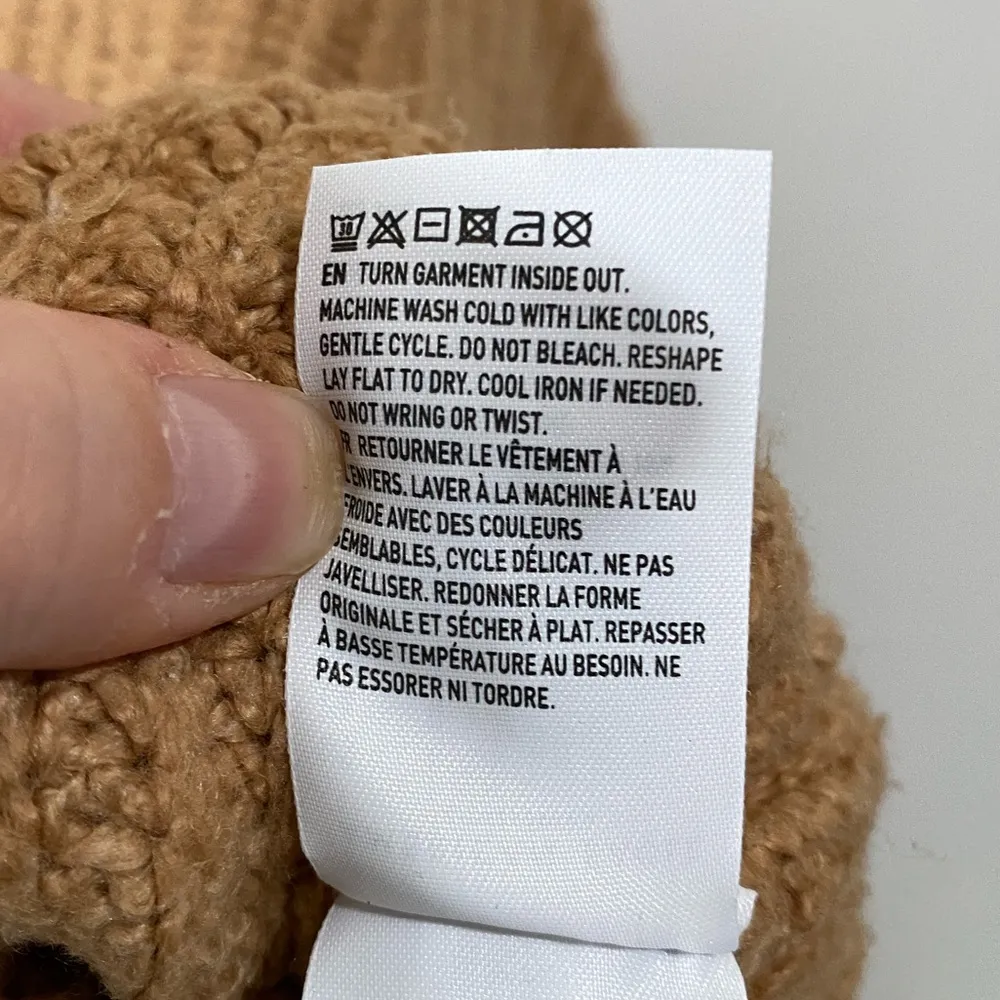 30
EN TURN GARMENT INSIDE OUT.
MACHINE WASH COLD WITH LIKE COLORS,
GENTLE CYCLE. DO NOT BLEACH. RESHAPE
LAY FLAT TO DRY. COOL IRON IF NEEDED.
DO NOT WRING OR TWIST.
FR RETOURNER LE VÊTEMENT À
L'ENVERS. LAVER À LA MACHINE À L'EAU
FROIDE AVEC DES COULEURS
SEMBLABLES, CYCLE DÉLICAT. NE PAS
JAVELLISER. REDONNER LA FORME
ORIGINALE ET SÉCHER À PLAT. REPASSER
À BASSE TEMPÉRATURE AU BESOIN. NE
PAS ESSORER NI TORDRE.